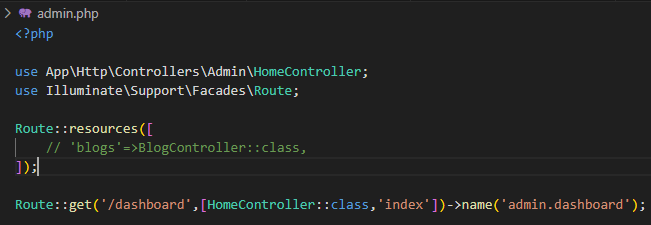 > admin.php
<?php
use App\Http\Controllers\Admin\HomeController;
use Illuminate\Support\Facades\Route;
Route::resources([
// 'blogs'=>BlogController::class,
]);
Route::get('/dashboard',[HomeController::class,'index'])->name('admin.dashboard');